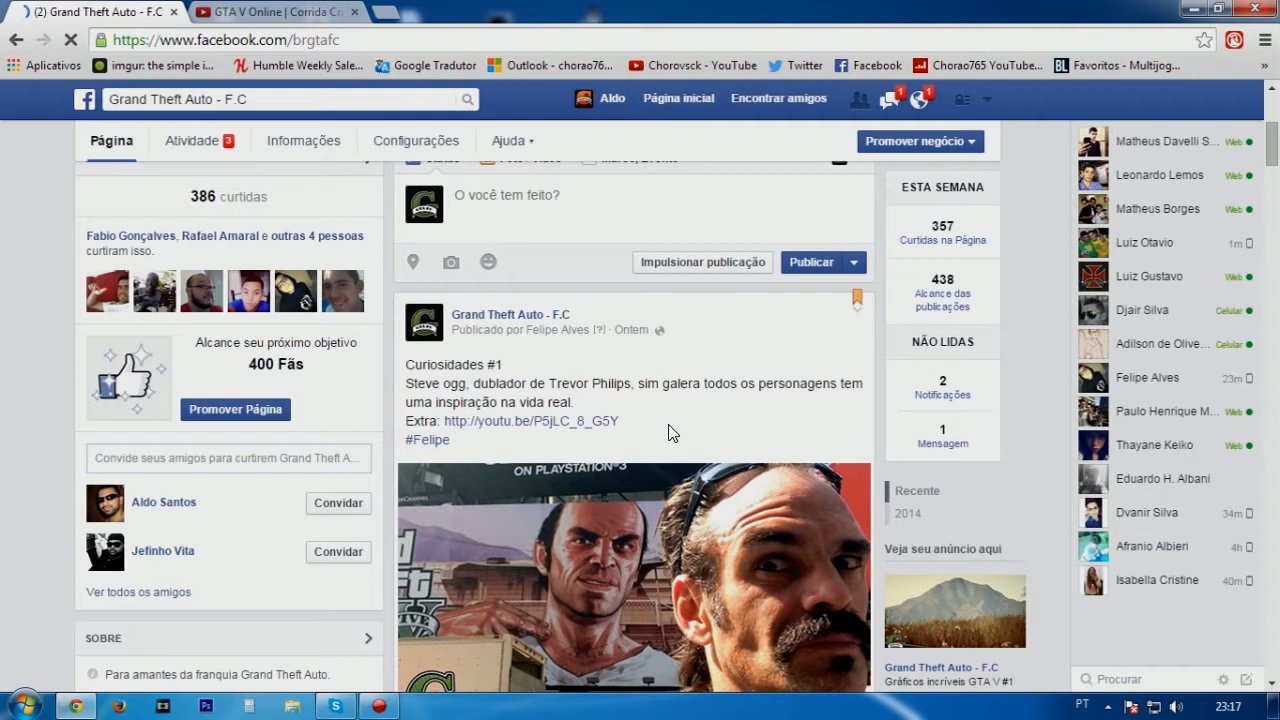 (2) Grand Theft Auto - F.C
GTA V Online | Corrida Cr
https://www.facebook.com/brgtafc
Aplicativos
imgur: the simple i...
Humble Weekly Sale...
Google Tradutor
Outlook - chorao76...
Chorovsck - YouTube
Twitter
Facebook
Chorao765 YouTube...
Favoritos - Multijog...
»
Grand Theft Auto - F.C
Aldo
Página inicial
Encontrar amigos
1
1
Página
Atividade 3
Informações
Configurações
Ajuda
Promover negócio
386 curtidas
Fabio Gonçalves, Rafael Amaral e outras 4 pessoas
curtiram isso.
Alcance seu próximo objetivo
400 Fãs
Promover Página
Convide seus amigos para curtirem Grand Theft A...
Aldo Santos
Convidar
Jefinho Vita
Convidar
Ver todos os amigos
SOBRE
Para amantes da franquia Grand Theft Auto.
O você tem feito?
Impulsionar publicação
Publicar
Grand Theft Auto - F.C
Publicado por Felipe Alves [?] · Ontem
Curiosidades #1
Steve ogg, dublador de Trevor Philips, sim galera todos os personagens tem
uma inspiração na vida real.
Extra: http://youtu.be/P5jLC_8_G5Y
#Felipe
ON PLAYSTATION®3
ESTA SEMANA
357
Curtidas na Página
438
Alcance das
publicações
NÃO LIDAS
2
Notificações
1
Mensagem
Recente
2014
Veja seu anúncio aqui
Grand Theft Auto - F.C
Gráficos incríveis GTA V #1
Matheus Davelli S... Web
Leonardo Lemos Web
Matheus Borges Web
Luiz Otavio 1m
Luiz Gustavo Web
Djair Silva Celular
Adilson de Olive... Celular
Felipe Alves 23m
Paulo Henrique M... Web
Thayane Keiko Web
Eduardo H. Albani
Dvanir Silva 34m
Afranio Albieri 4h
Isabella Cristine 40m
Procurar
PT
23:17